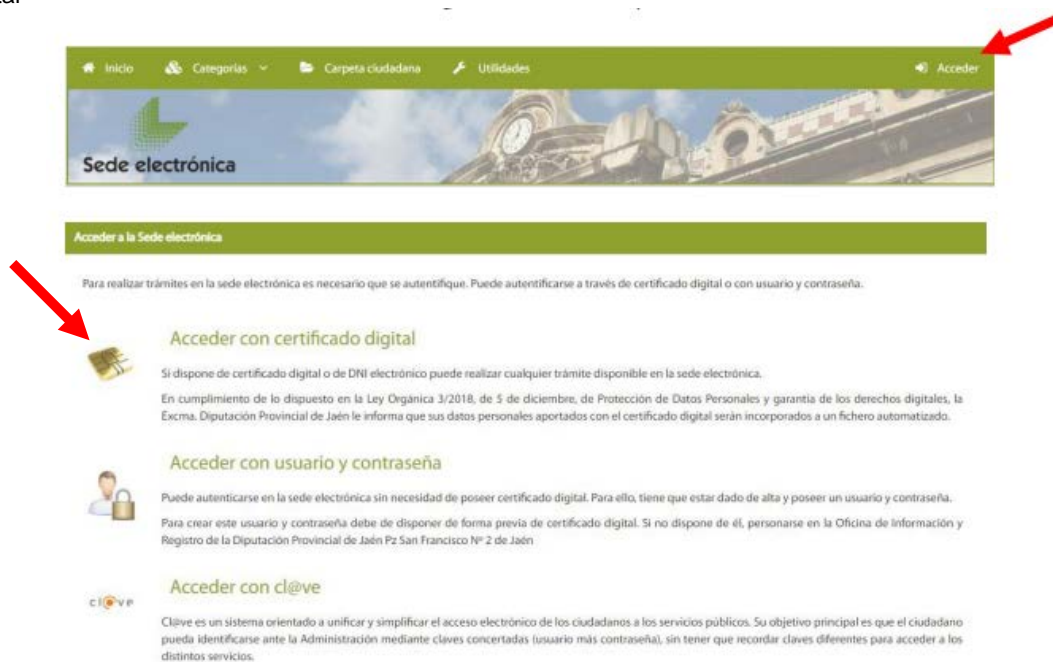 Inicio Categorías Carpeta ciudadana Utilidades Acceder
Sede electrónica
Acceder a la Sede electrónica
Para realizar trámites en la sede electrónica es necesario que se autentifique. Puede autentificarse a través de certificado digital o con usuario y contraseña.
Acceder con certificado digital
Si dispone de certificado digital o de DNI electrónico puede realizar cualquier trámite disponible en la sede electrónica.
En cumplimiento de lo dispuesto en la Ley Orgánica 3/2018, de 5 de diciembre, de Protección de Datos Personales y garantía de los derechos digitales, la
Excma. Diputación Provincial de Jaén le informa que sus datos personales aportados con el certificado digital serán incorporados a un fichero automatizado.
Acceder con usuario y contraseña
Puede autenticarse en la sede electrónica sin necesidad de poseer certificado digital. Para ello, tiene que estar dado de alta y poseer un usuario y contraseña.
Para crear este usuario y contraseña debe de disponer de forma previa de certificado digital. Si no dispone de él, personarse en la Oficina de Información y
Registro de la Diputación Provincial de Jaén Pz San Francisco Nº 2 de Jaén
Acceder con cl@ve
cl@ve
Cl@ve es un sistema orientado a unificar y simplificar el acceso electrónico de los ciudadanos a los servicios públicos. Su objetivo principal es que el ciudadano
pueda identificarse ante la Administración mediante claves concertadas (usuario más contraseña), sin tener que recordar claves diferentes para acceder a los
distintos servicios.